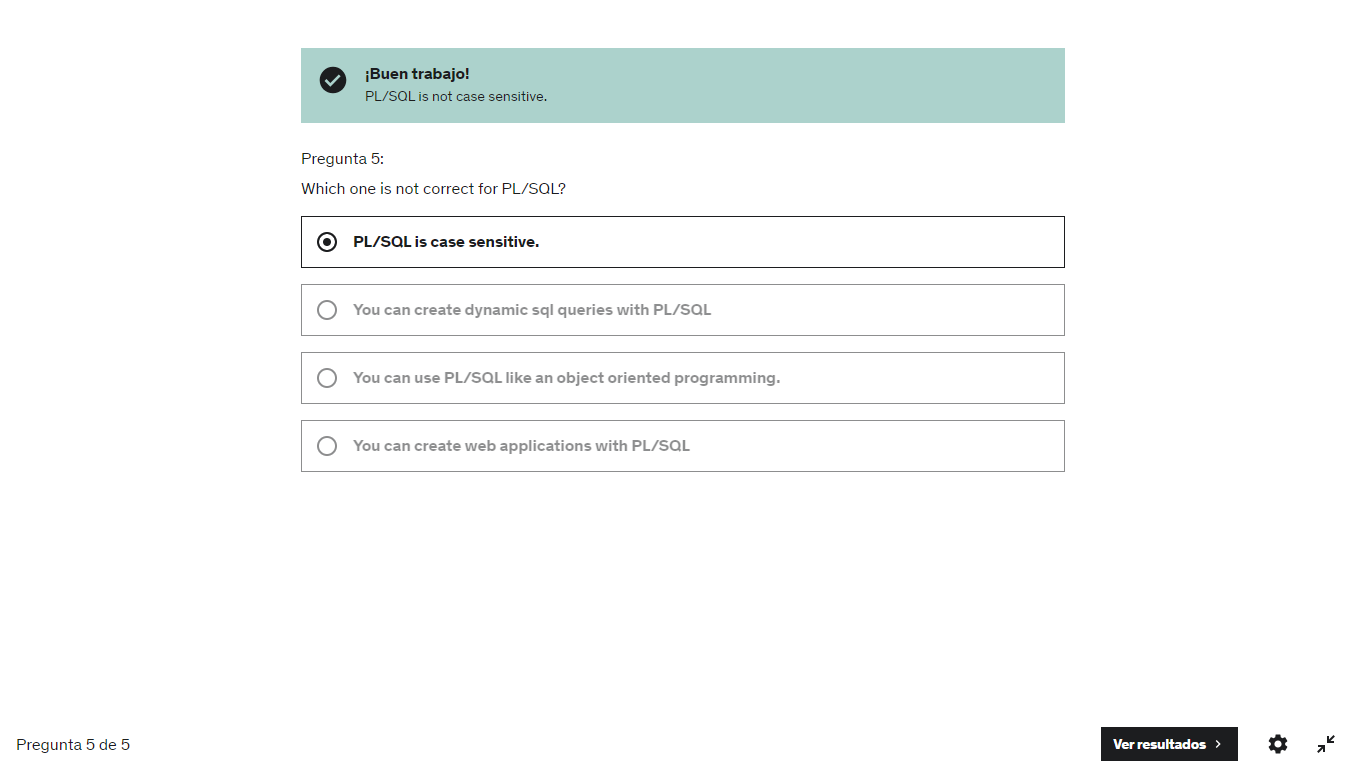 ¡Buen trabajo!
PL/SQL is not case sensitive.
Pregunta 5:
Which one is not correct for PL/SQL?
PL/SQL is case sensitive.
You can create dynamic sql queries with PL/SQL
You can use PL/SQL like an object oriented programming.
You can create web applications with PL/SQL
Pregunta 5 de 5
Ver resultados